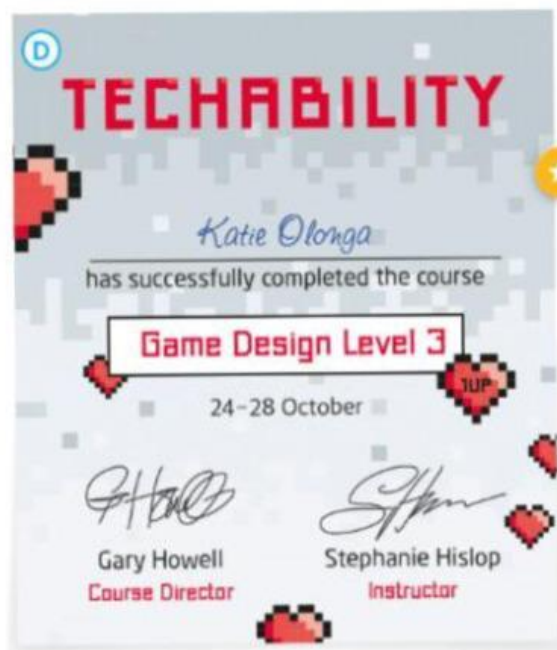 D
TECHABILITY
Katie Olonga
has successfully completed the course
Game Design Level 3
1UP
24–28 October
Gary Howell
Stephanie Hislop
Course Director
Instructor